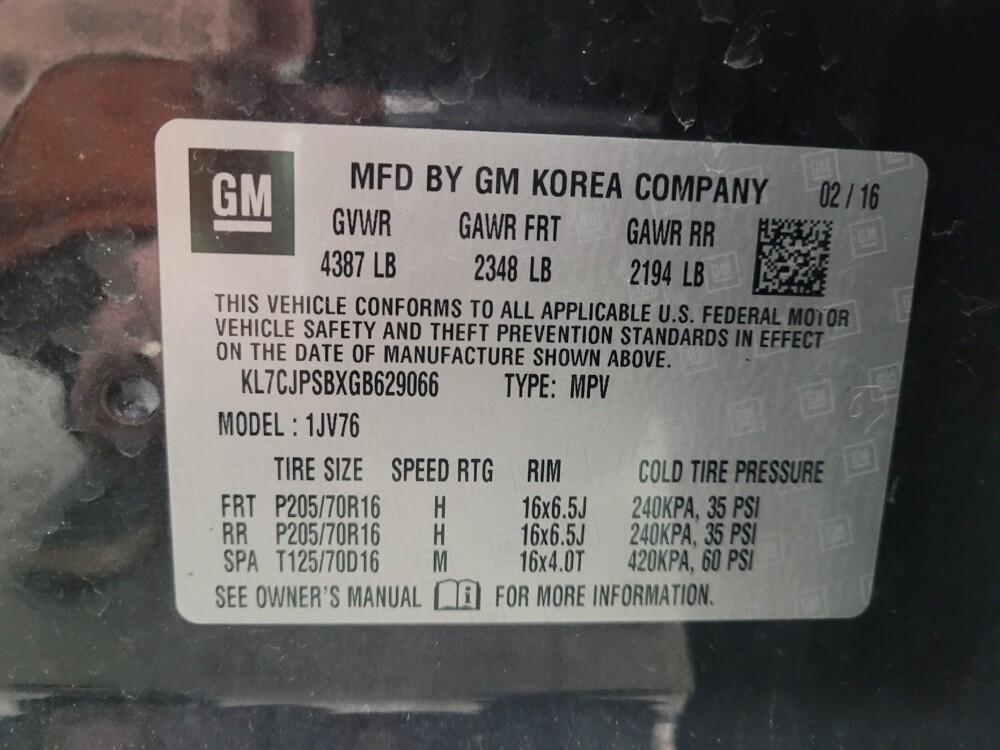 GM
MFD BY GM KOREA COMPANY 02 / 16
GVWR GAWR FRT GAWR RR
4387 LB 2348 LB 2194 LB
THIS VEHICLE CONFORMS TO ALL APPLICABLE U.S. FEDERAL MOTOR
VEHICLE SAFETY AND THEFT PREVENTION STANDARDS IN EFFECT
ON THE DATE OF MANUFACTURE SHOWN ABOVE.
KL7CJPSBXGB629066 TYPE: MPV
MODEL : 1JV76
TIRE SIZE SPEED RTG RIM COLD TIRE PRESSURE
FRT P205/70R16 H 16x6.5J 240KPA, 35 PSI
RR P205/70R16 H 16x6.5J 240KPA, 35 PSI
SPA T125/70D16 M 16x4.0T 420KPA, 60 PSI
SEE OWNER'S MANUAL i FOR MORE INFORMATION.